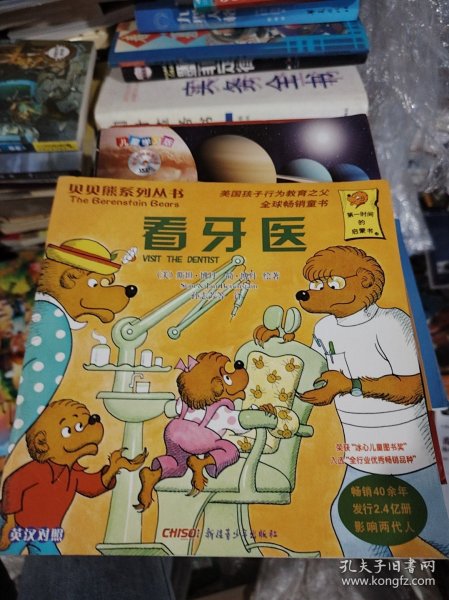 实务全书
贝贝熊系列丛书
The Berenstain Bears
美国孩子行为教育之父
全球畅销童书
第一时间
的
启蒙书
看牙医
VISIT THE DENTIST
荣获“冰心儿童图书奖”
入选“全行业优秀畅销品种”
畅销40余年
发行2.4亿册
影响两代人
英汉对照
CHISO: 新疆青少年出版社
孔夫子旧书网
www.kongfz.com